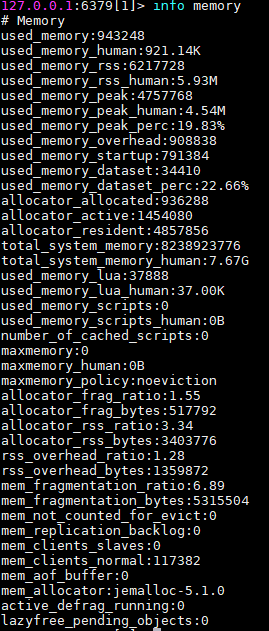 127.0.0.1:6379[1]> info memory
# Memory
used_memory:943248
used_memory_human:921.14K
used_memory_rss:6217728
used_memory_rss_human:5.93M
used_memory_peak:4757768
used_memory_peak_human:4.54M
used_memory_peak_perc:19.83%
used_memory_overhead:908838
used_memory_startup:791384
used_memory_dataset:34410
used_memory_dataset_perc:22.66%
allocator_allocated:936288
allocator_active:1454080
allocator_resident:4857856
total_system_memory:8238923776
total_system_memory_human:7.67G
used_memory_lua:37888
used_memory_lua_human:37.00K
used_memory_scripts:0
used_memory_scripts_human:0B
number_of_cached_scripts:0
maxmemory:0
maxmemory_human:0B
maxmemory_policy:noeviction
allocator_frag_ratio:1.55
allocator_frag_bytes:517792
allocator_rss_ratio:3.34
allocator_rss_bytes:3403776
rss_overhead_ratio:1.28
rss_overhead_bytes:1359872
mem_fragmentation_ratio:6.89
mem_fragmentation_bytes:5315504
mem_not_counted_for_evict:0
mem_replication_backlog:0
mem_clients_slaves:0
mem_clients_normal:117382
mem_aof_buffer:0
mem_allocator:jemalloc-5.1.0
active_defrag_running:0
lazyfree_pending_objects:0